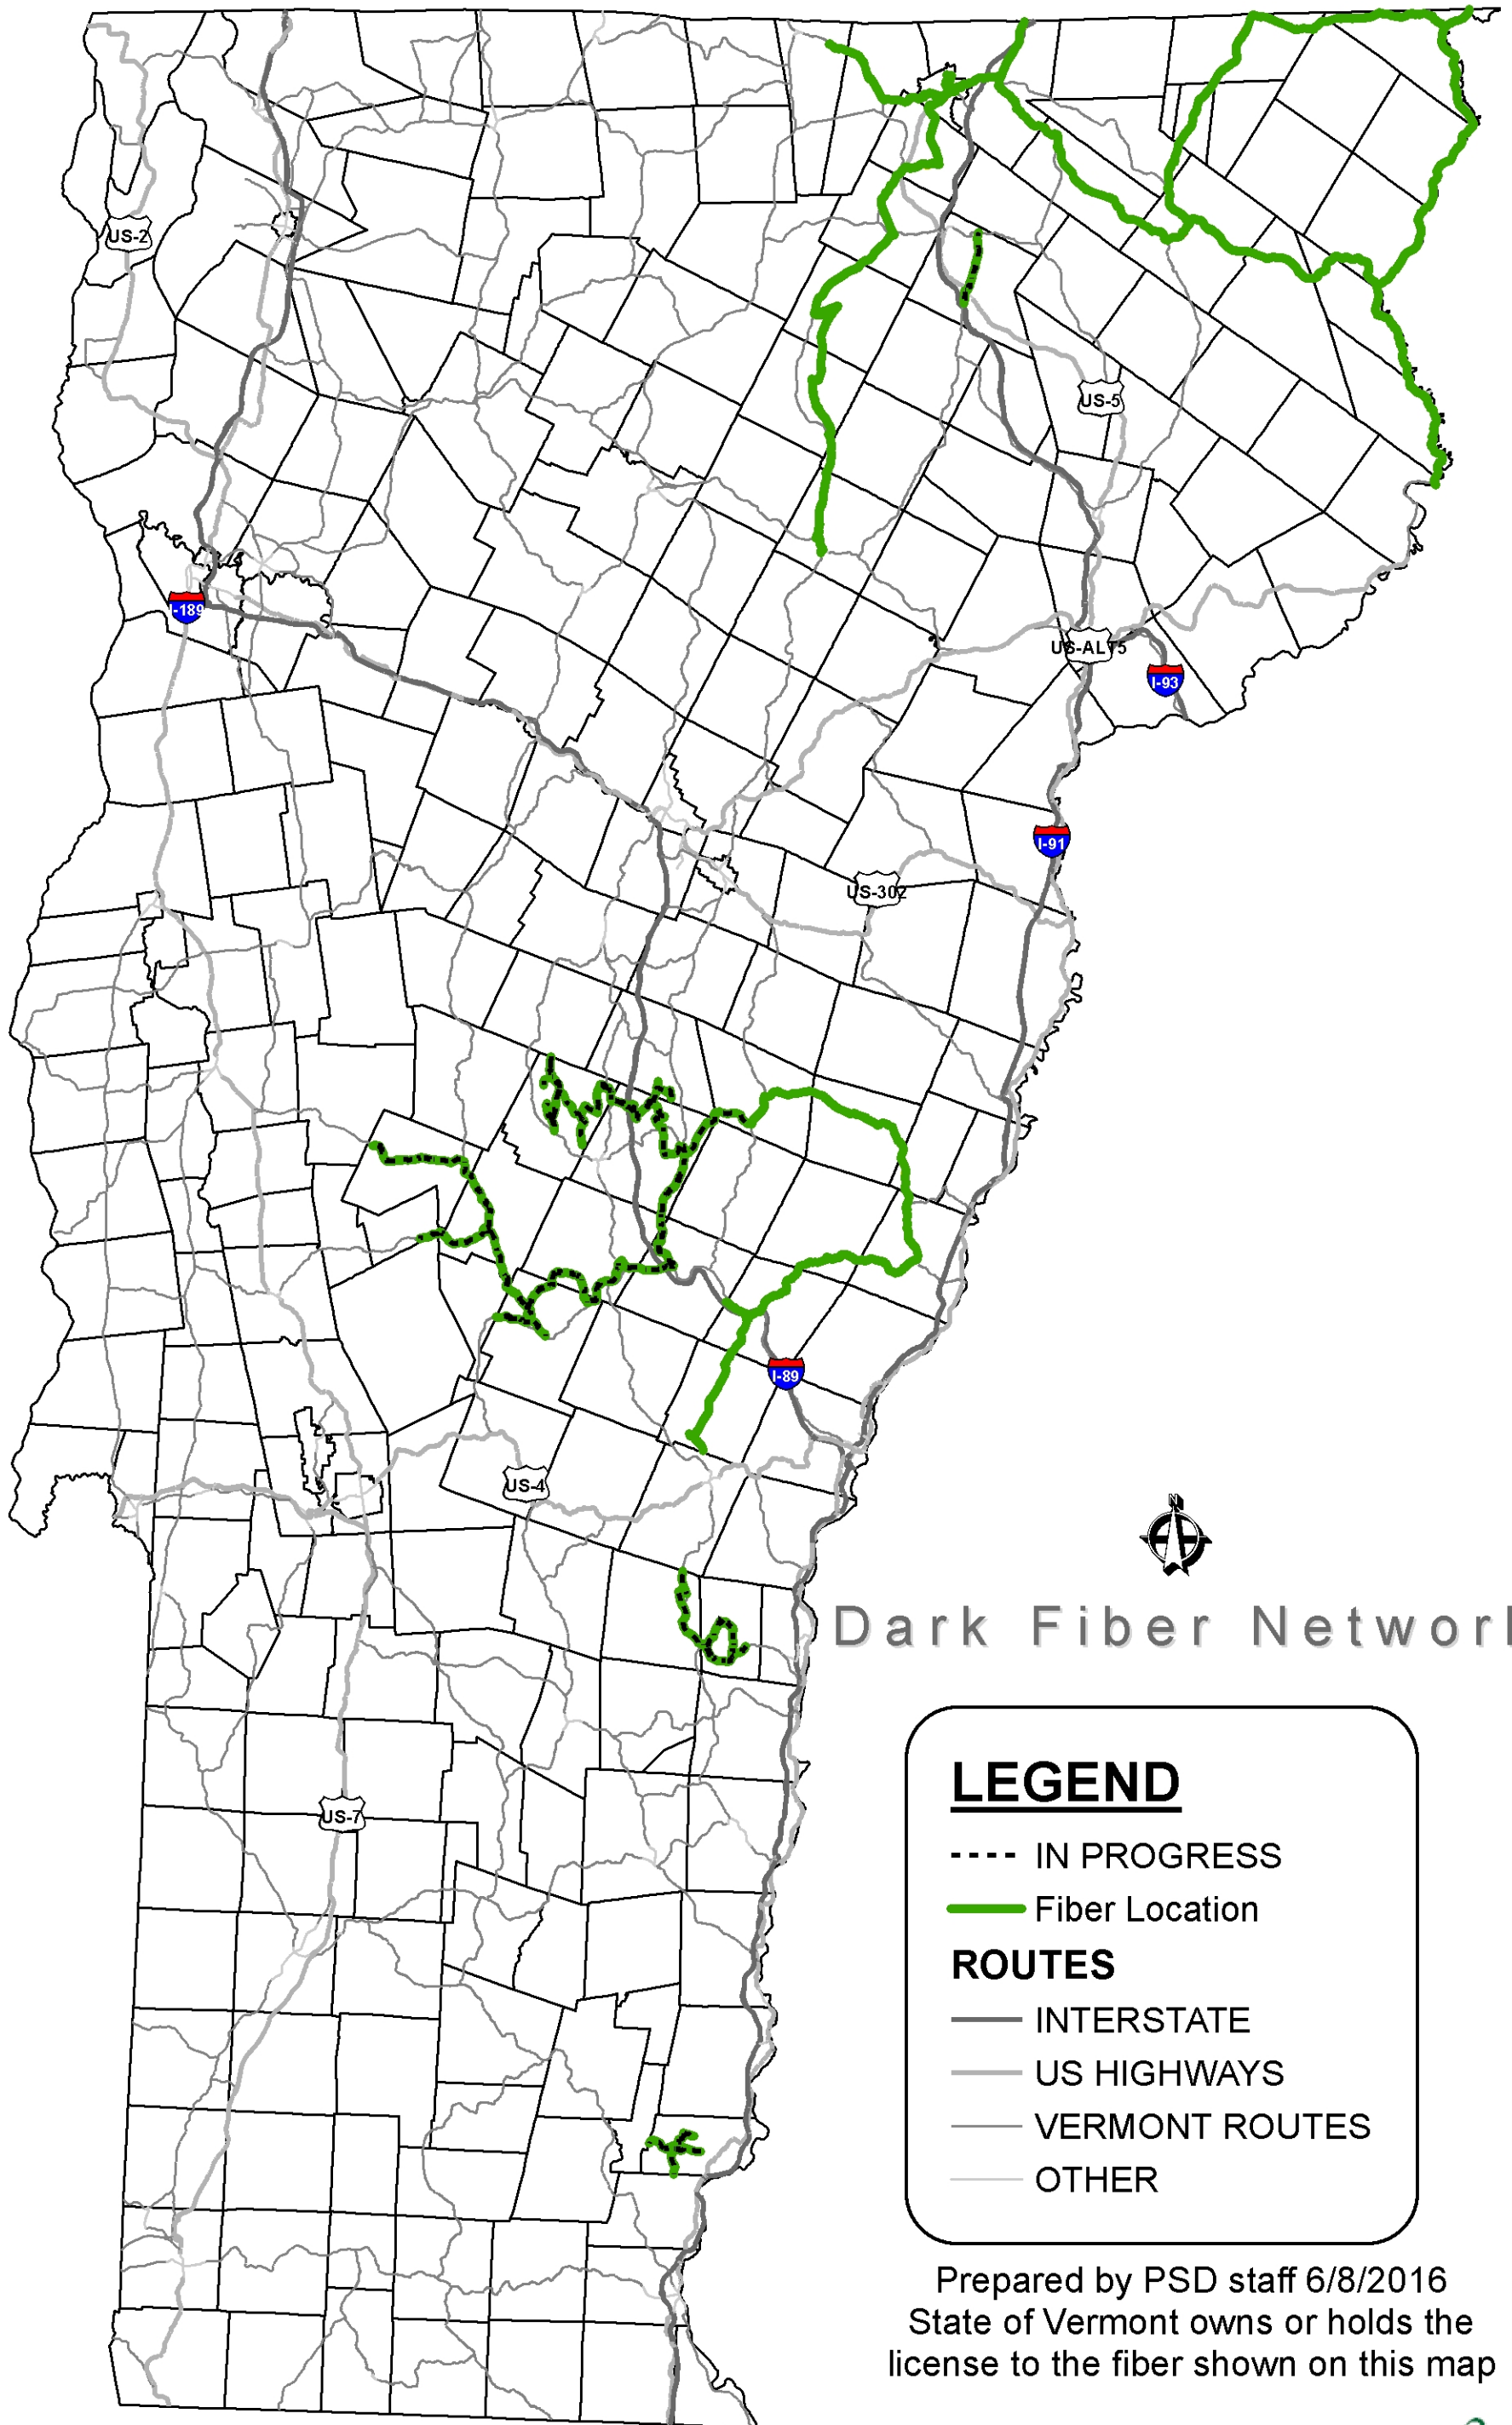 US-2
US-5
I-189
US-ALT5
I-93
I-91
US-302
I-89
US-4
N
Dark Fiber Network
US-7
LEGEND
IN PROGRESS
Fiber Location
ROUTES
INTERSTATE
US HIGHWAYS
VERMONT ROUTES
OTHER
Prepared by PSD staff 6/8/2016
State of Vermont owns or holds the
license to the fiber shown on this map